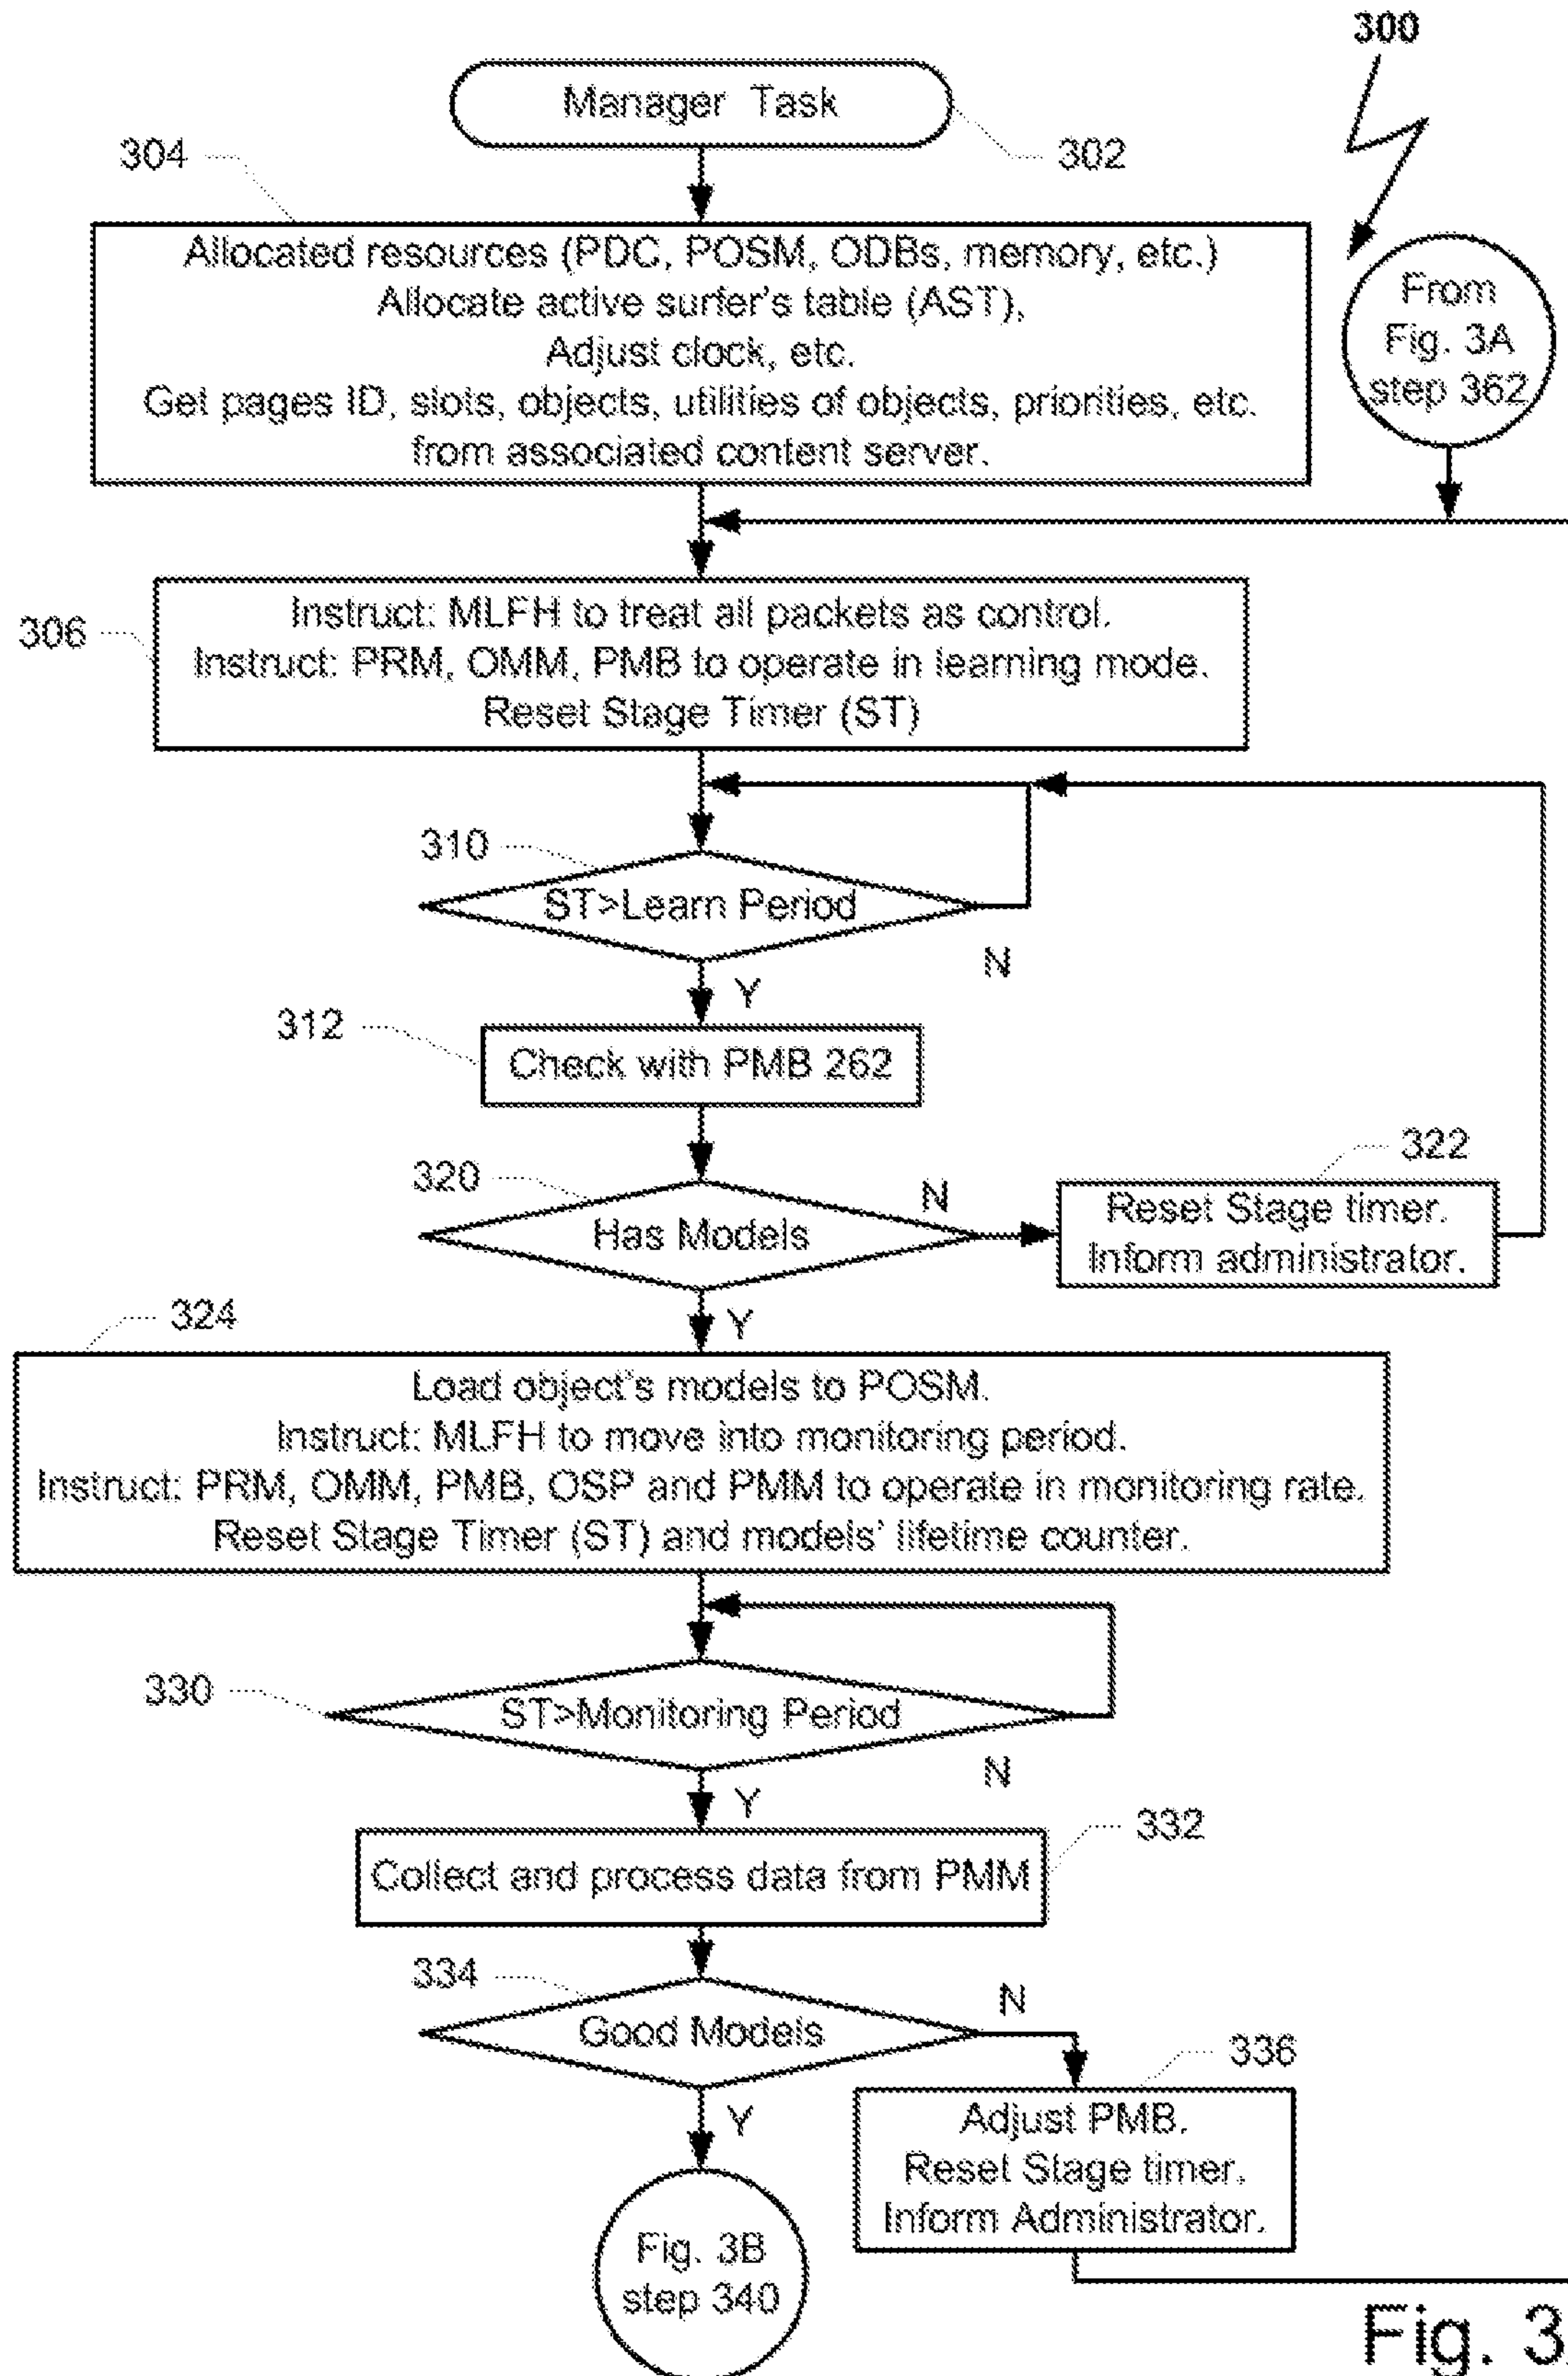 300
Manager Task
302
304
Allocated resources (PDC, POSM, ODBs, memory, etc.)
Allocate active surfer's table (AST),
Adjust clock, etc.
Get pages ID, slots, objects, utilities of objects, priorities, etc.
from associated content server.
From
Fig. 3A
step 362
306
Instruct: MLFH to treat all packets as control.
Instruct: PRM, OMM, PMB to operate in learning mode.
Reset Stage Timer (ST)
310
ST>Learn Period
N
Y
312
Check with PMB 262
320
Has Models
N
322
Reset Stage timer.
Inform administrator.
Y
324
Load object's models to POSM.
Instruct: MLFH to move into monitoring period.
Instruct: PRM, OMM, PMB, OSP and PMM to operate in monitoring rate.
Reset Stage Timer (ST) and models' lifetime counter.
330
ST>Monitoring Period
N
Y
332
Collect and process data from PMM
334
Good Models
N
Y
336
Adjust PMB.
Reset Stage timer.
Inform Administrator.
Fig. 3B
step 340
Fig. 3